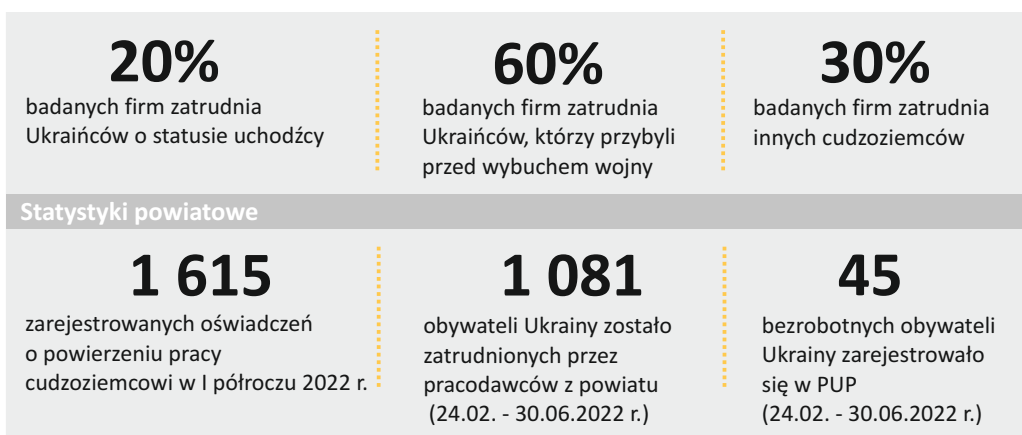 20%
badanych firm zatrudnia
Ukraińców o statusie uchodźcy
60%
badanych firm zatrudnia
Ukraińców, którzy przybyli
przed wybuchem wojny
30%
badanych firm zatrudnia
innych cudzoziemców
Statystyki powiatowe
1 615
zarejestrowanych oświadczeń
o powierzeniu pracy
cudzoziemcowi w I półroczu 2022 r.
1 081
obywateli Ukrainy zostało
zatrudnionych przez
pracodawców z powiatu
(24.02. - 30.06.2022 r.)
45
bezrobotnych obywateli
Ukrainy zarejestrowało
się w PUP
(24.02. - 30.06.2022 r.)